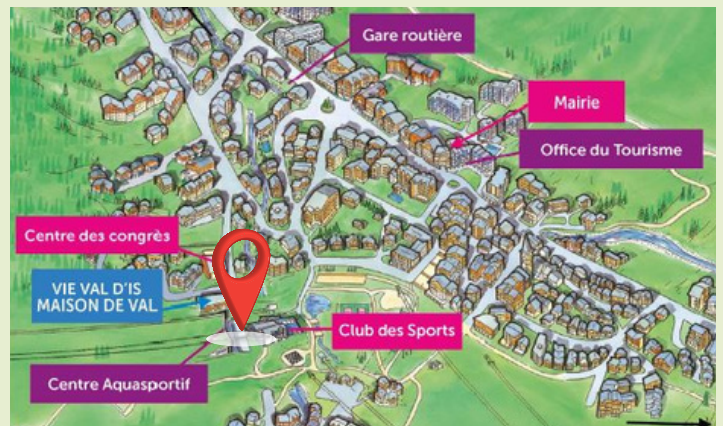 Gare routière
Mairie
Office du Tourisme
Centre des congrès
VIE VAL D'IS
MAISON DE VAL
Club des Sports
Centre Aquasportif